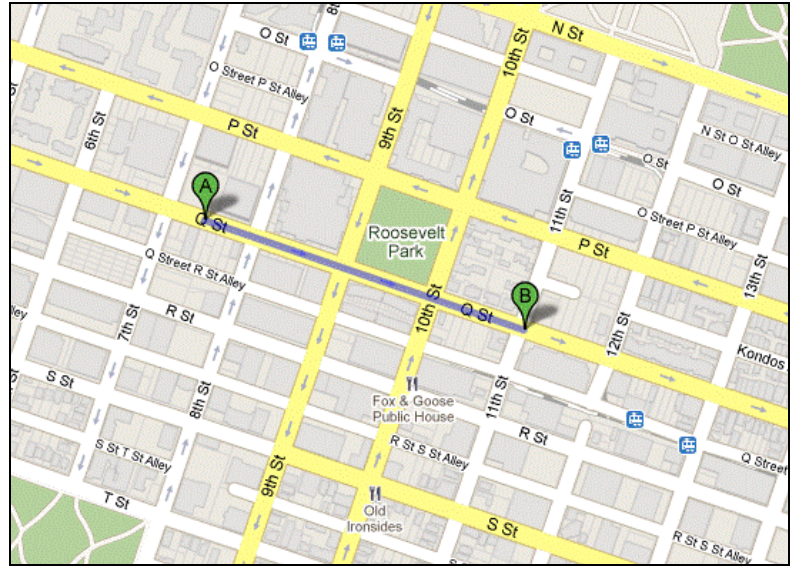 8t
O St
N St
10th St
O Street P St Alley
9th St
6th St
P St
O St
N St O St Alley
O St
A
O St
Q St
Roosevelt
Park
11th St
O Street P St Alley
P St
Q Street R St Alley
13th St
B
10th St
Q St
7th St
R St
12th St
Kondos
S St
8th St
Fox & Goose
Public House
11th St
R St S St Alley
R St
Q Street
S St T St Alley
9th St
T St
Old
Ironsides
S St
R St S St Alley